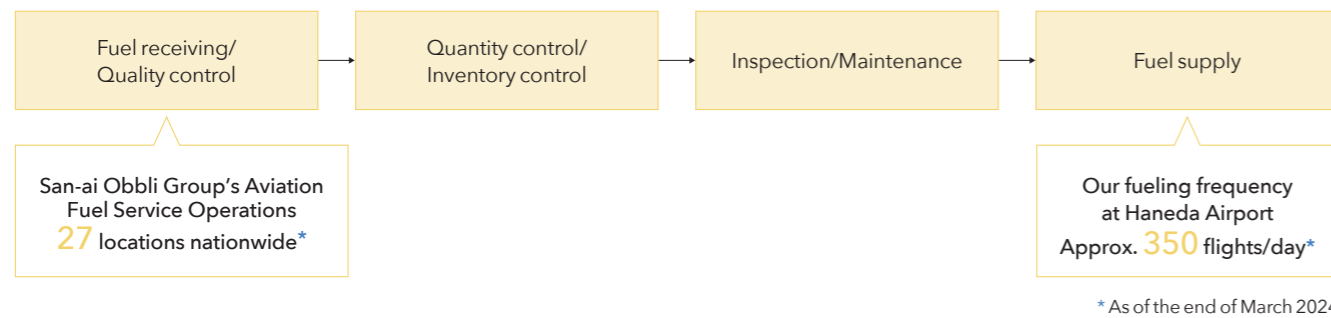 Fuel receiving/
Quality control
Quantity control/
Inventory control
Inspection/Maintenance
Fuel supply
San-ai Obbli Group's Aviation
Fuel Service Operations
27 locations nationwide*
Our fueling frequency
at Haneda Airport
Approx. 350 flights/day*
* As of the end of March 2024